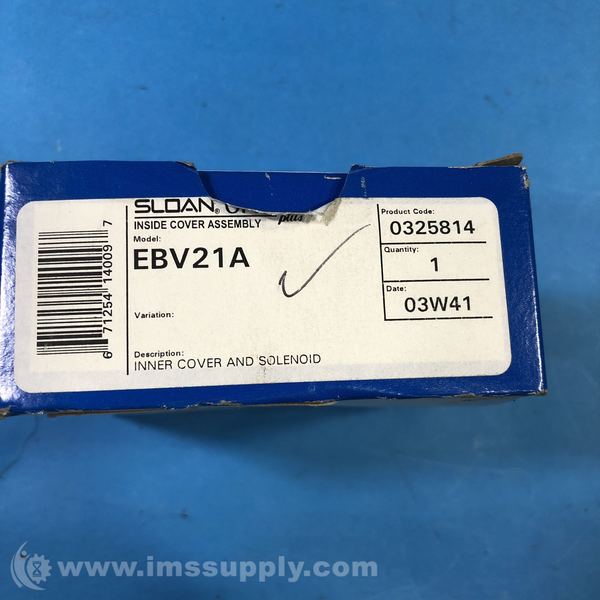 SLOAN®
plus
INSIDE COVER ASSEMBLY
Model:
EBV21A
Variation:
Description:
INNER COVER AND SOLENOID
Product Code:
0325814
Quantity:
1
Date:
03W41
6 71254 14009 7
www.imssupply.com